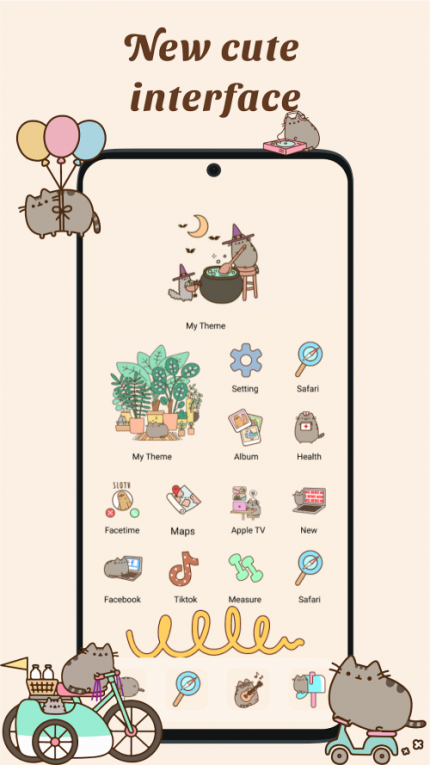 New cute
interface
My Theme
Setting
Safari
My Theme
Album
Health
SLOTH
Facetime
Maps
Apple TV
New
Facebook
Tiktok
Measure
Safari